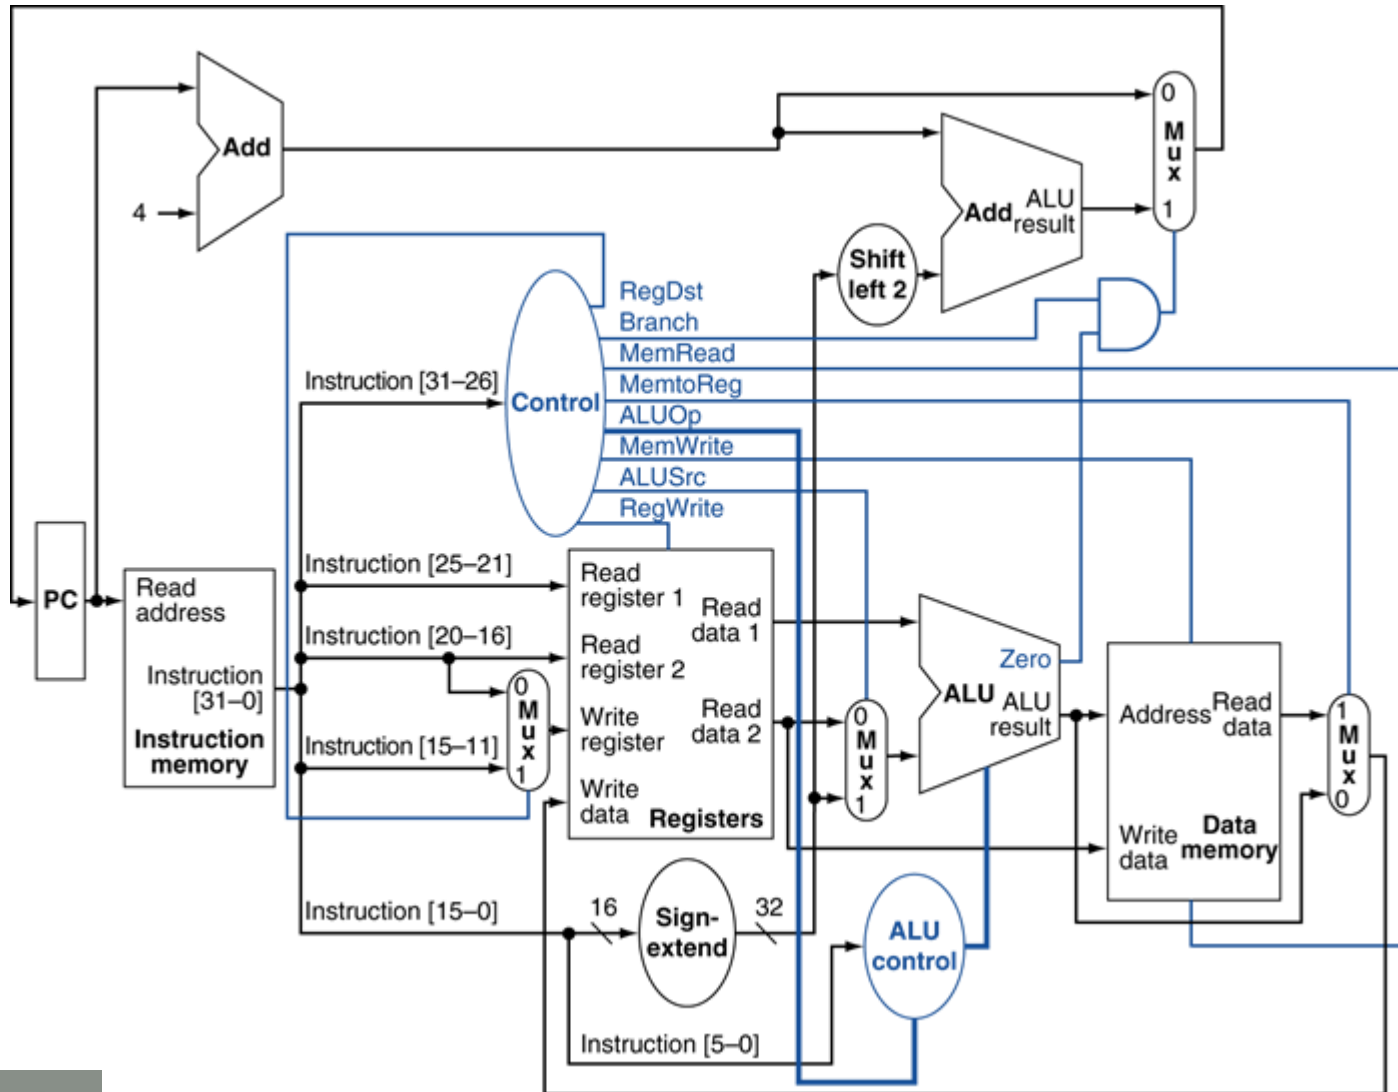 0
M
u
x
1
Add
4
Add
ALU
result
Shift
left 2
RegDst
Branch
MemRead
MemtoReg
ALUOp
MemWrite
ALUSrc
RegWrite
Control
Instruction [31–26]
Instruction [25–21]
Instruction [20–16]
Instruction [15–11]
Instruction [15–0]
Instruction [5–0]
PC
Read
address
Instruction
[31–0]
Instruction
memory
0
M
u
x
1
Read
register 1
Read
register 2
Write
register
Write
data
Read
data 1
Read
data 2
Registers
0
M
u
x
1
Zero
ALU
ALU
result
Address
Read
data
Write
data
Data
memory
1
M
u
x
0
16
Sign-
extend
32
ALU
control